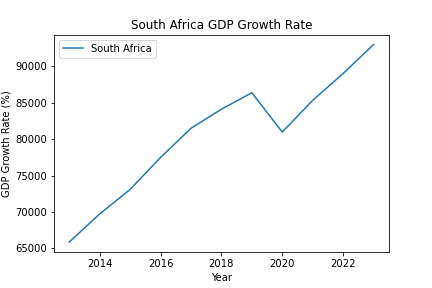 South Africa GDP Growth Rate
South Africa
GDP Growth Rate (%)
90000
85000
80000
75000
70000
65000
2014 2016 2018 2020 2022
Year